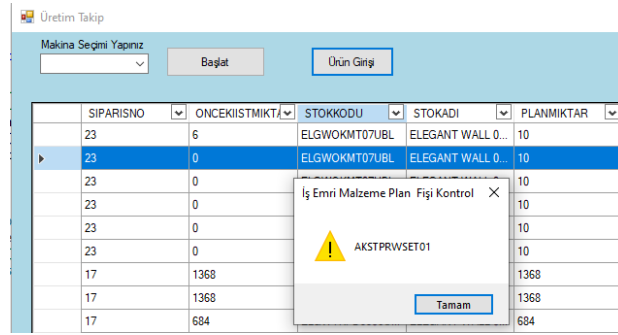 Üretim Takip
Makina Seçimi Yapınız
Başlat
Ürün Girişi
SIPARISNO ONCEKIISTMIKTA STOKKODU STOKADI PLANMIKTAR
23 6 ELGWOKMT07UBL ELEGANT WALL 0... 10
23 0 ELGWOKMT07UBL ELEGANT WALL 0... 10
23 0 10
23 0 10
23 0 10
23 0 10
17 1368 1368
17 1368 1368
17 684 684
İş Emri Malzeme Plan Fişi Kontrol
AKSTPRWSET01
Tamam